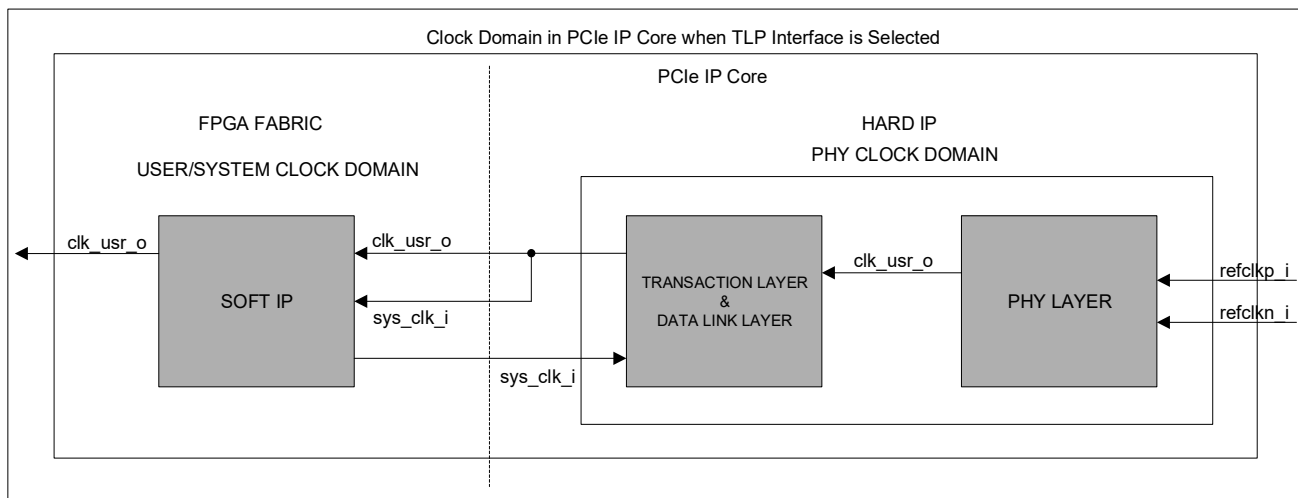 Clock Domain in PCIe IP Core when TLP Interface is Selected
PCIe IP Core
FPGA FABRIC
HARD IP
USER/SYSTEM CLOCK DOMAIN
PHY CLOCK DOMAIN
clk_usr_o
SOFT IP
clk_usr_o
sys_clk_i
sys_clk_i
TRANSACTION LAYER
&
DATA LINK LAYER
clk_usr_o
PHY LAYER
refclkp_i
refclkn_i